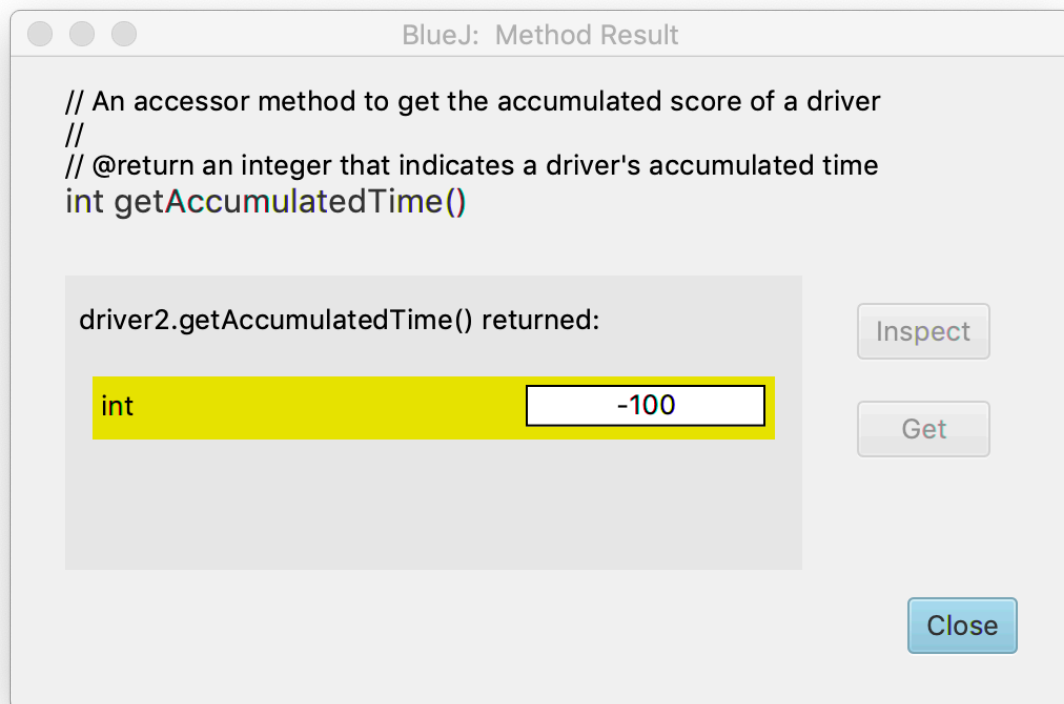 BlueJ: Method Result
// An accessor method to get the accumulated score of a driver
//
// @return an integer that indicates a driver's accumulated time
int getAccumulatedTime()
driver2.getAccumulatedTime() returned:
Inspect
int -100
Get
Close